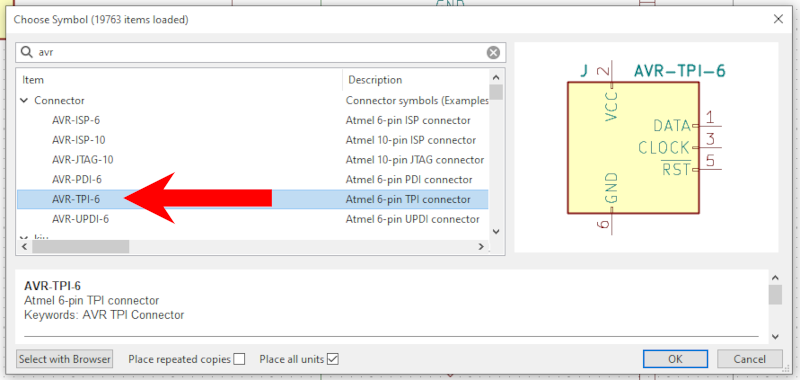 GND
Choose Symbol (19763 items loaded)
avr
Item Description
Connector Connector symbols (Examples
AVR-ISP-6 Atmel 6-pin ISP connector
AVR-ISP-10 Atmel 10-pin ISP connector
AVR-JTAG-10 Atmel 10-pin JTAG connector
AVR-PDI-6 Atmel 6-pin PDI connector
AVR-TPI-6 Atmel 6-pin TPI connector
AVR-UPDI-6 Atmel 6-pin UPDI connector
J 2 AVR-TPI-6
VCC
DATA 1
CLOCK 3
RST 5
GND
6
AVR-TPI-6
Atmel 6-pin TPI connector
Keywords: AVR TPI Connector
Select with Browser Place repeated copies Place all units OK Cancel